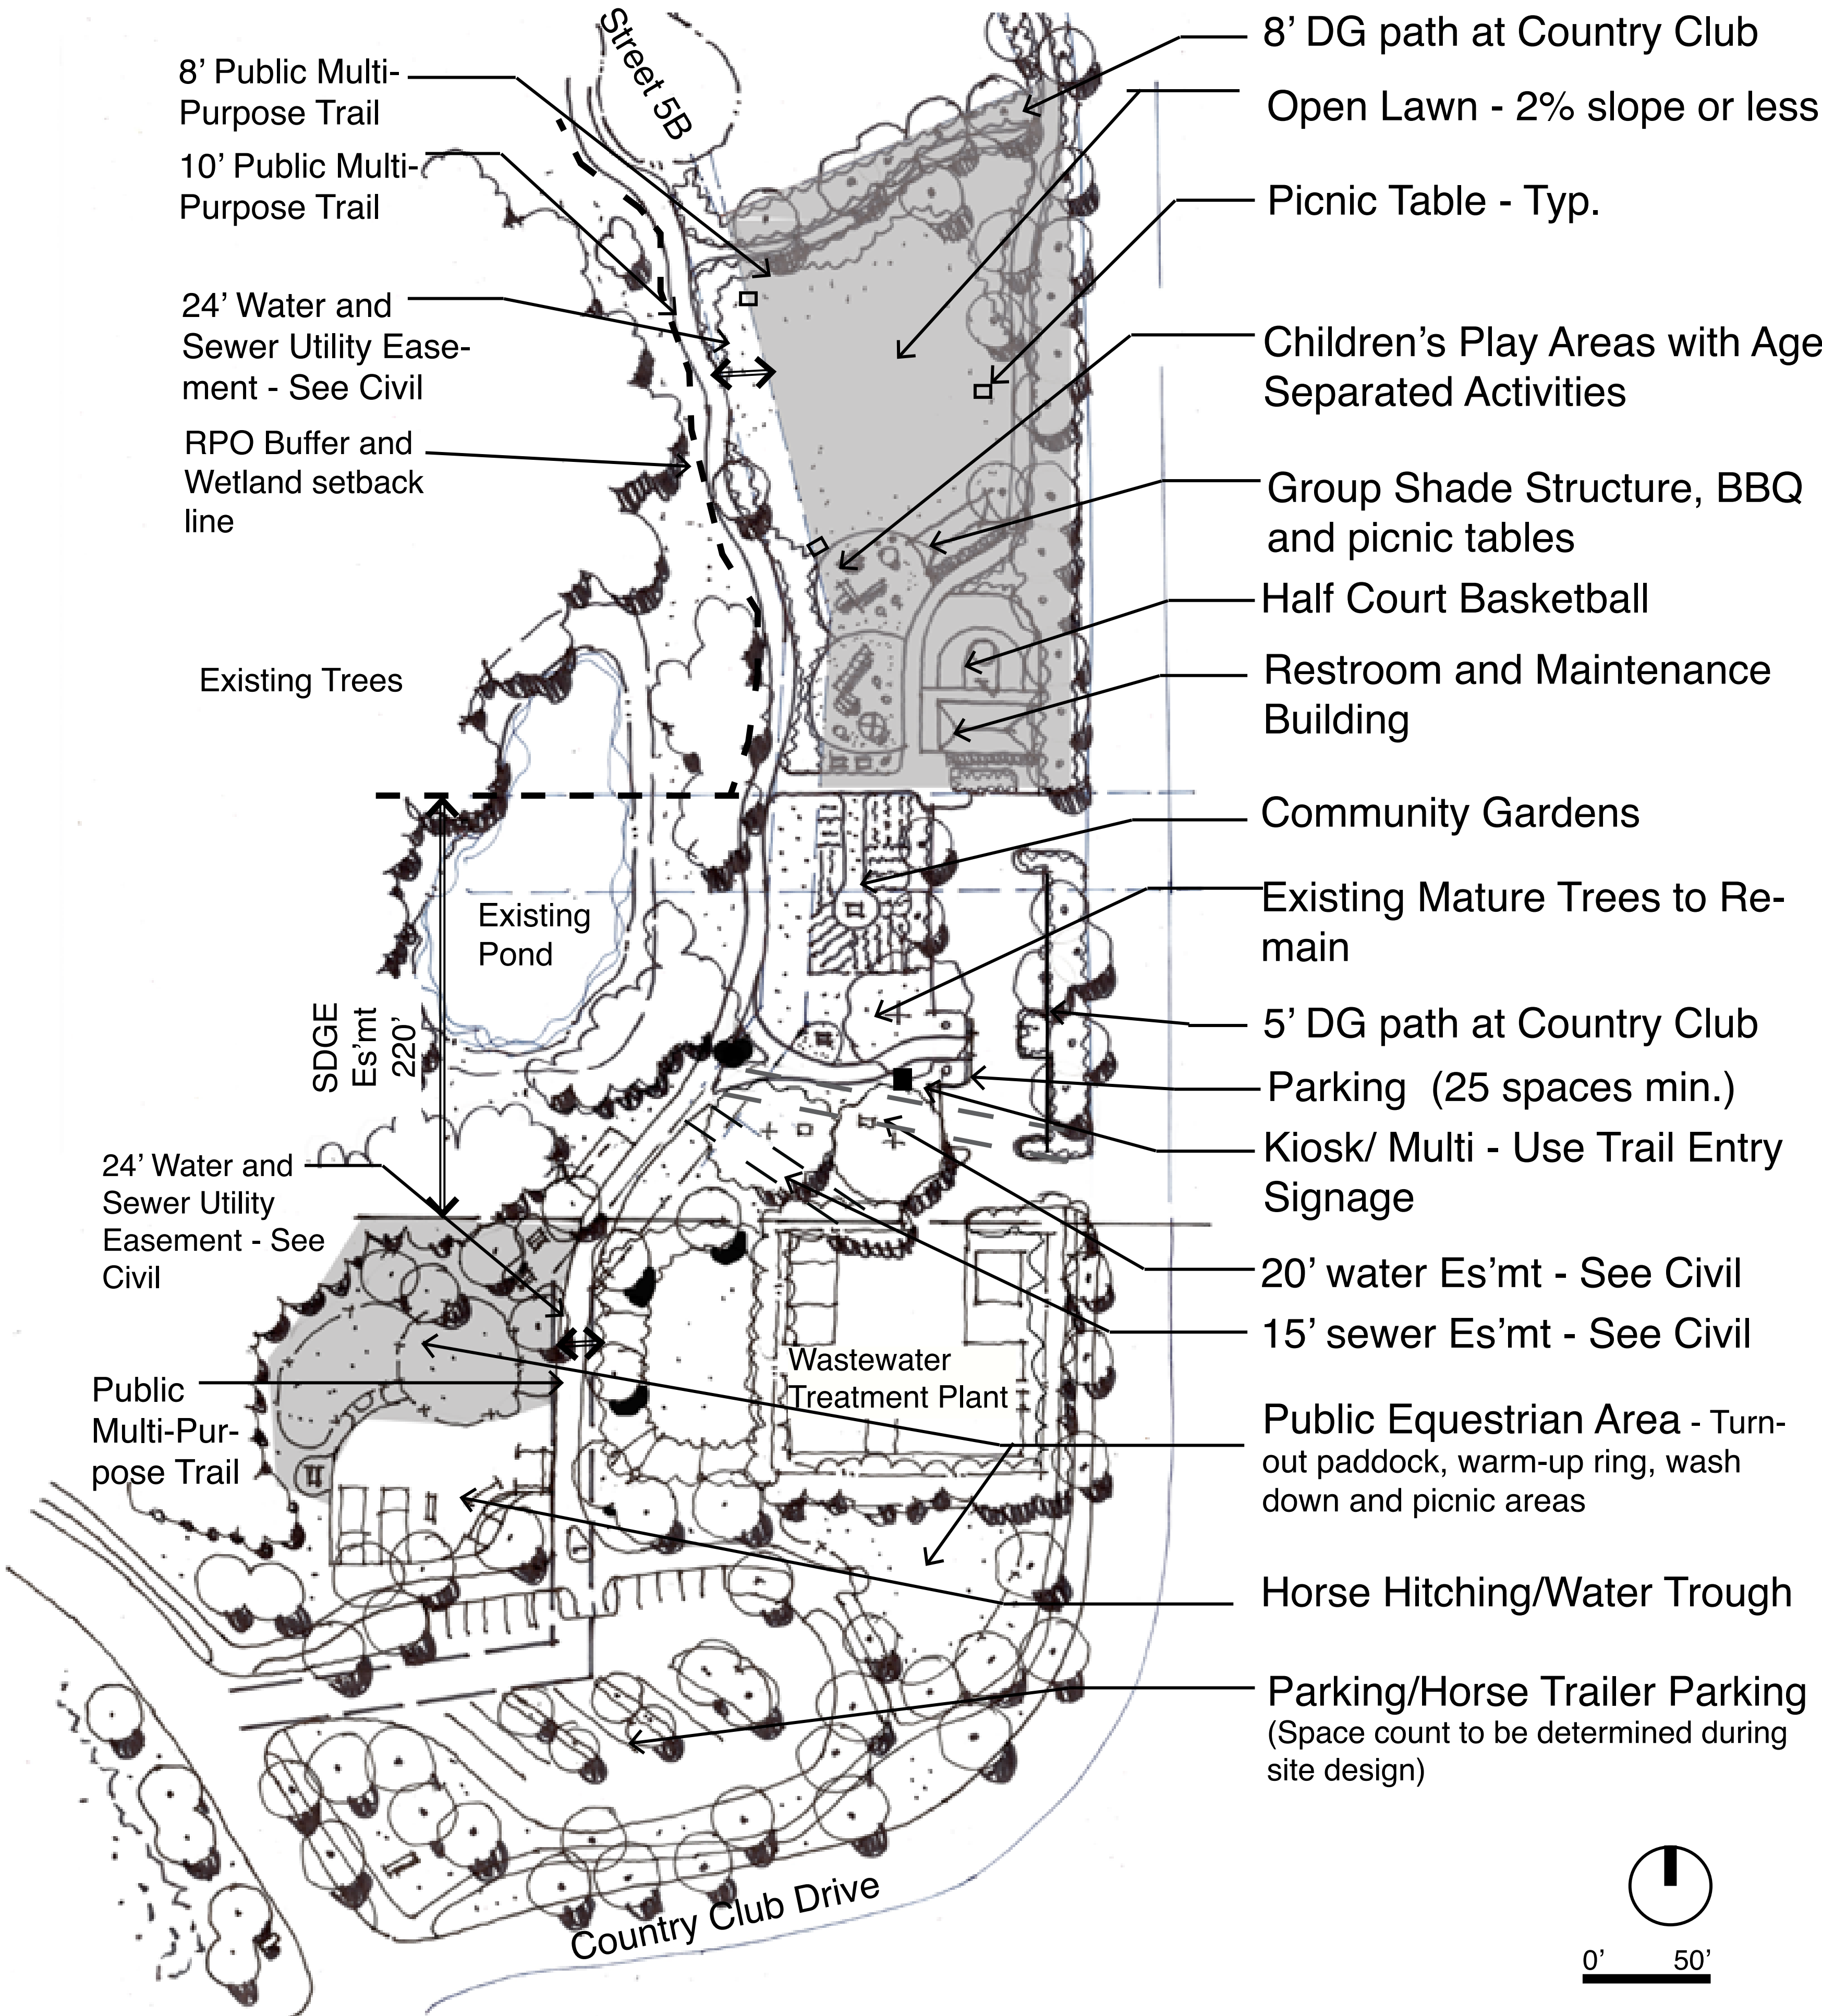 Street 5B
8’ Public Multi-
Purpose Trail
10’ Public Multi-
Purpose Trail
24’ Water and
Sewer Utility Ease-
ment - See Civil
RPO Buffer and
Wetland setback
line
Existing Trees
Existing
Pond
SDGE
Es’mt
220’
24’ Water and
Sewer Utility
Easement - See
Civil
Public
Multi-Pur-
pose Trail
Wastewater
Treatment Plant
Country Club Drive
8’ DG path at Country Club
Open Lawn - 2% slope or less
Picnic Table - Typ.
Children’s Play Areas with Age
Separated Activities
Group Shade Structure, BBQ
and picnic tables
Half Court Basketball
Restroom and Maintenance
Building
Community Gardens
Existing Mature Trees to Re-
main
5’ DG path at Country Club
Parking (25 spaces min.)
Kiosk/ Multi - Use Trail Entry
Signage
20’ water Es’mt - See Civil
15’ sewer Es’mt - See Civil
Public Equestrian Area - Turn-
out paddock, warm-up ring, wash
down and picnic areas
Horse Hitching/Water Trough
Parking/Horse Trailer Parking
(Space count to be determined during
site design)
0’ 50’